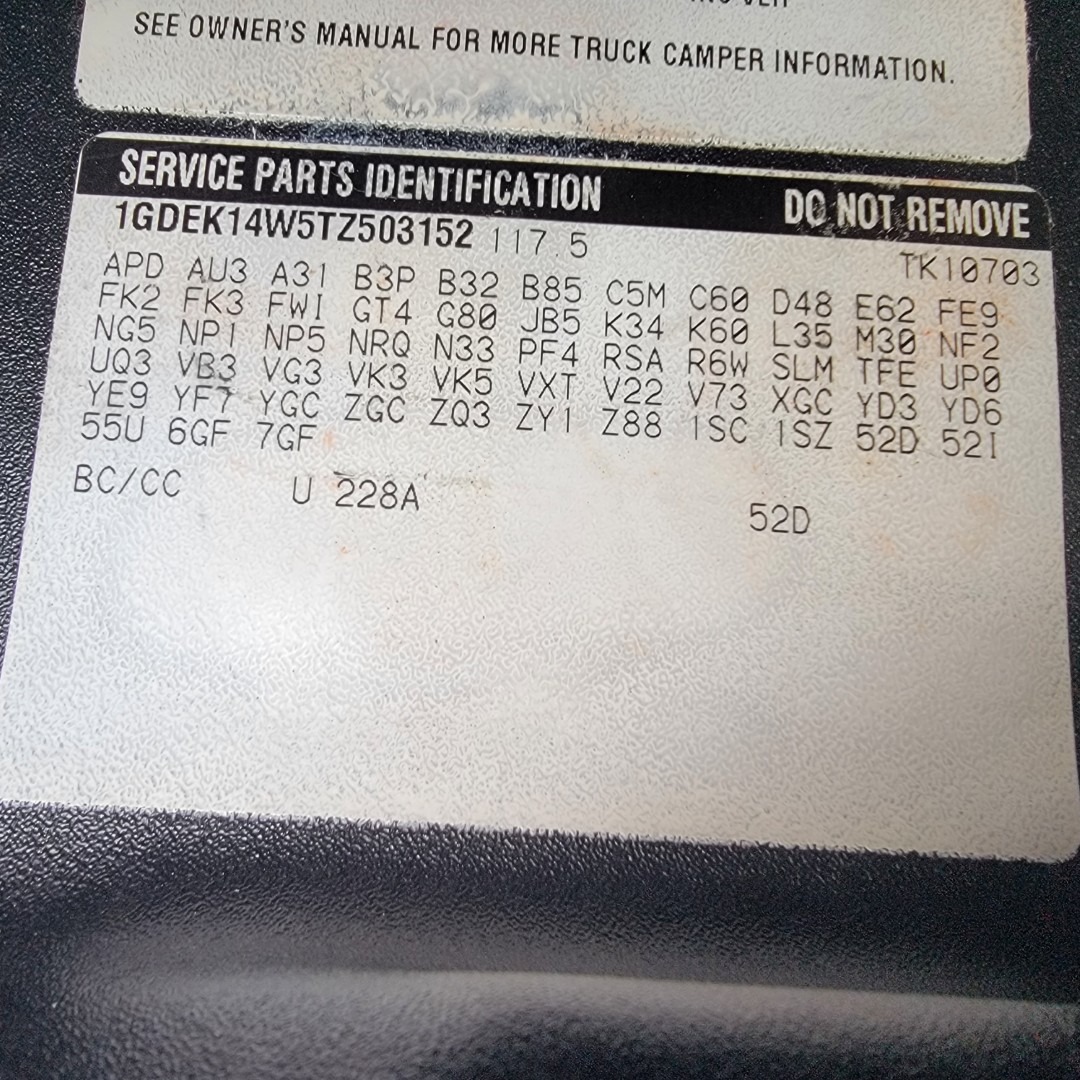 SEE OWNER'S MANUAL FOR MORE TRUCK CAMPER INFORMATION.
SERVICE PARTS IDENTIFICATION DO NOT REMOVE
1GDEK14W5TZ503152 117.5 TK10703
APD AU3 A31 B3P B32 B85 C5M C60 D48 E62 FE9
FK2 FK3 FWI GT4 G80 JB5 K34 K60 L35 M30 NF2
NG5 NP1 NP5 NRQ N33 PF4 RSA R6W SLM TFE UP0
UQ3 VB3 VG3 VK3 VK5 VXT V22 V73 XGC YD3 YD6
YE9 YF7 YGC ZGC ZQ3 ZY1 Z88 1SC 1SZ 52D 52I
55U 6GF 7GF
BC/CC U 228A 52D